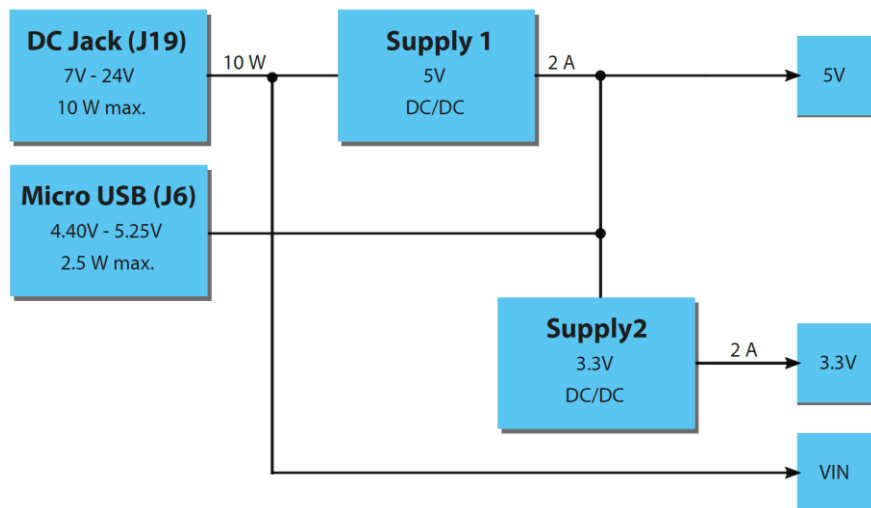 DC Jack (J19)
7V - 24V
10 W max.
10 W
Supply 1
5V
DC/DC
2 A
5V
Micro USB (J6)
4.40V - 5.25V
2.5 W max.
Supply2
3.3V
DC/DC
2 A
3.3V
VIN